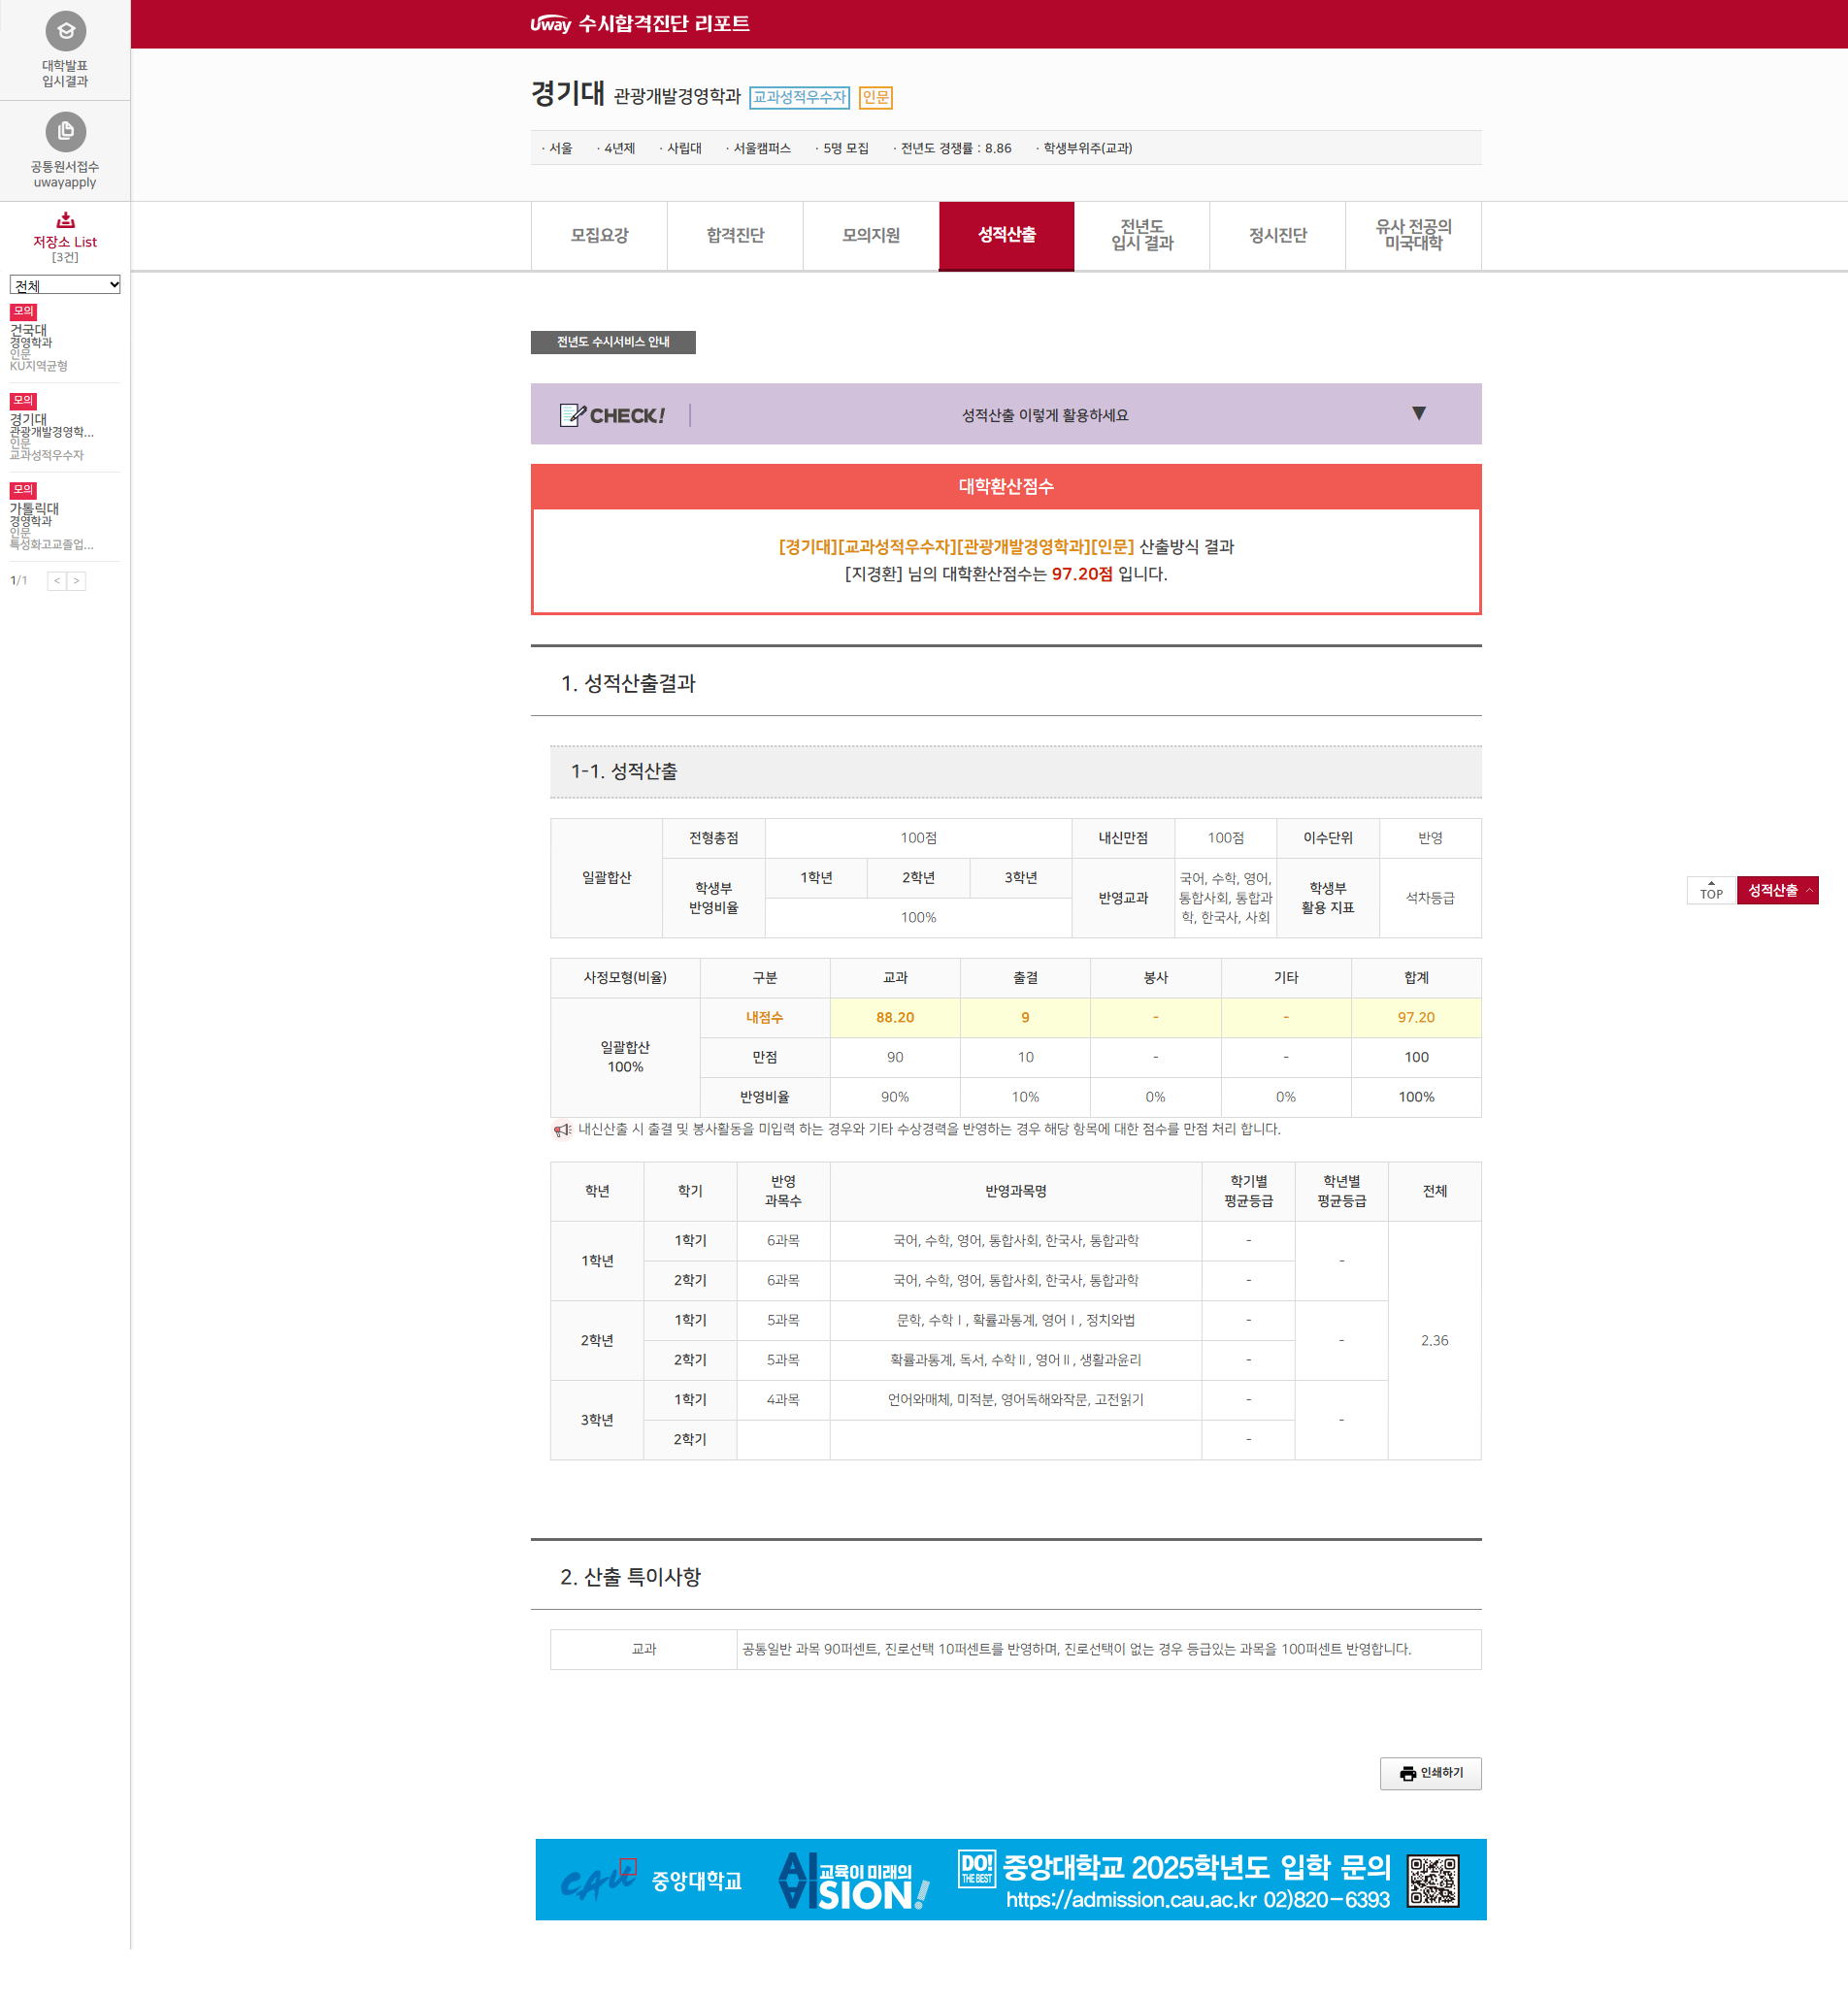 대학발표
입시결과
공통원서접수
uwayapply
저장소 List
[3건]
전체
모의
건국대
경영학과
인문
KU지역균형
모의
경기대
관광개발경영학...
인문
교과성적우수자
모의
가톨릭대
경영학과
인문
특성화고교졸업...
1/1 < >
Uway 수시합격진단 리포트
경기대 관광개발경영학과 교과성적우수자 인문
· 서울 · 4년제 · 사립대 · 서울캠퍼스 · 5명 모집 · 전년도 경쟁률 : 8.86 · 학생부위주(교과)
모집요강 합격진단 모의지원 성적산출 전년도 입시 결과 정시진단 유사 전공의 미국대학
전년도 수시서비스 안내
CHECK! 성적산출 이렇게 활용하세요 ▼
대학환산점수
[경기대][교과성적우수자][관광개발경영학과][인문] 산출방식 결과
[지경환] 님의 대학환산점수는 97.20점 입니다.
1. 성적산출결과
1-1. 성적산출
일괄합산 전형총점 100점 내신만점 100점 이수단위 반영
학생부 반영비율 1학년 2학년 3학년 반영교과 국어, 수학, 영어, 통합사회, 통합과학, 한국사, 사회 학생부 활용 지표 석차등급
100%
사정모형(비율) 구분 교과 출결 봉사 기타 합계
일괄합산 100% 내점수 88.20 9 - - 97.20
만점 90 10 - - 100
반영비율 90% 10% 0% 0% 100%
내신산출 시 출결 및 봉사활동을 미입력 하는 경우와 기타 수상경력을 반영하는 경우 해당 항목에 대한 점수를 만점 처리 합니다.
학년 학기 반영 과목수 반영과목명 학기별 평균등급 학년별 평균등급 전체
1학년 1학기 6과목 국어, 수학, 영어, 통합사회, 한국사, 통합과학 - - 2.36
2학기 6과목 국어, 수학, 영어, 통합사회, 한국사, 통합과학 -
2학년 1학기 5과목 문학, 수학Ⅰ, 확률과통계, 영어Ⅰ, 정치와법 - -
2학기 5과목 확률과통계, 독서, 수학Ⅱ, 영어Ⅱ, 생활과윤리 -
3학년 1학기 4과목 언어와매체, 미적분, 영어독해와작문, 고전읽기 - -
2학기 -
2. 산출 특이사항
교과 공통일반 과목 90퍼센트, 진로선택 10퍼센트를 반영하며, 진로선택이 없는 경우 등급있는 과목을 100퍼센트 반영합니다.
인쇄하기
CAU 중앙대학교
AI 교육이 미래의
VISION!
DO! THE BEST 중앙대학교 2025학년도 입학 문의
https://admission.cau.ac.kr 02)820-6393
TOP 성적산출